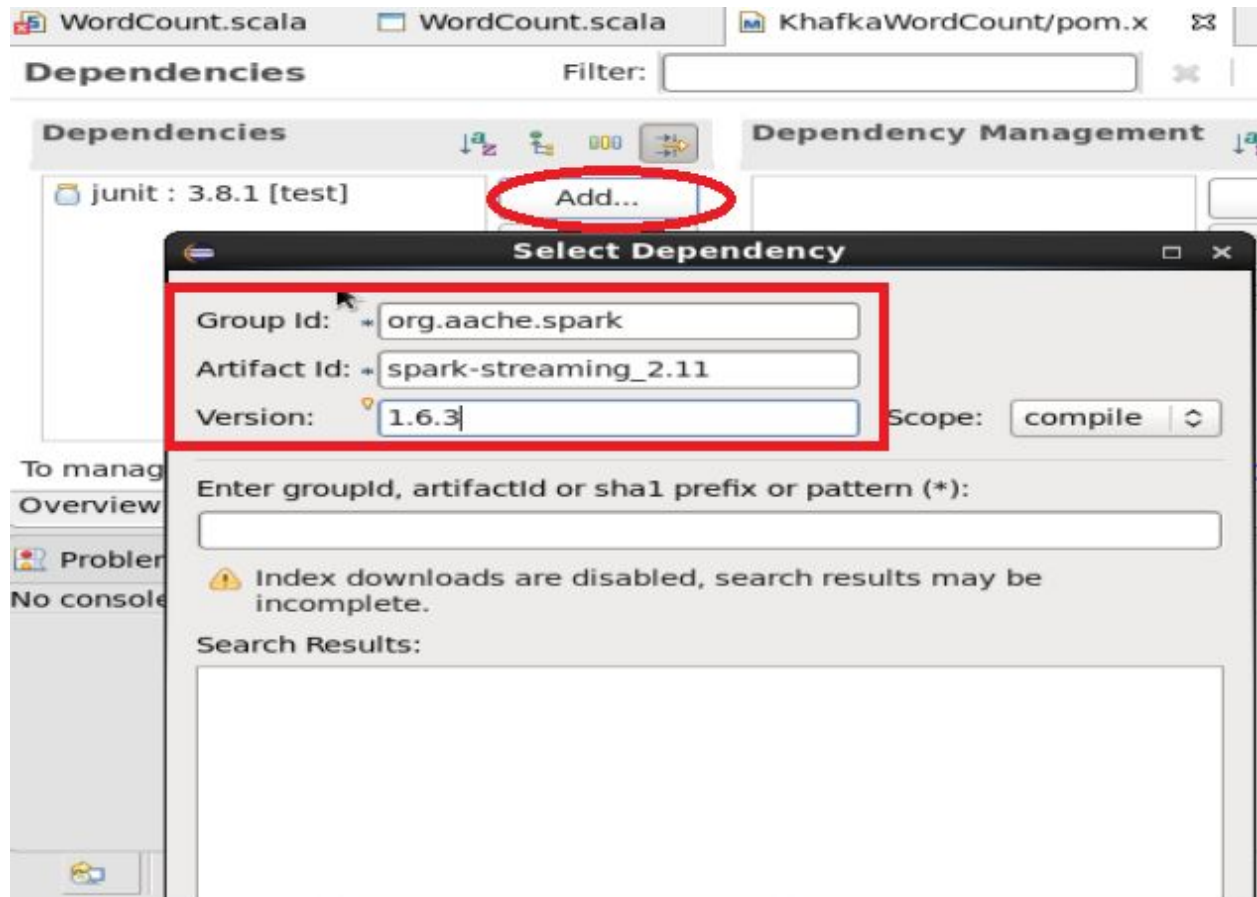 WordCount.scala WordCount.scala KhafkaWordCount/pom.x
Dependencies Filter:
Dependencies Dependency Management
junit : 3.8.1 [test] Add...
Select Dependency
Group Id: * org.aache.spark
Artifact Id: * spark-streaming_2.11
Version: 1.6.3 Scope: compile
To manag
Overview
Enter groupId, artifactId or sha1 prefix or pattern (*):
Problem
No console
Index downloads are disabled, search results may be
incomplete.
Search Results: